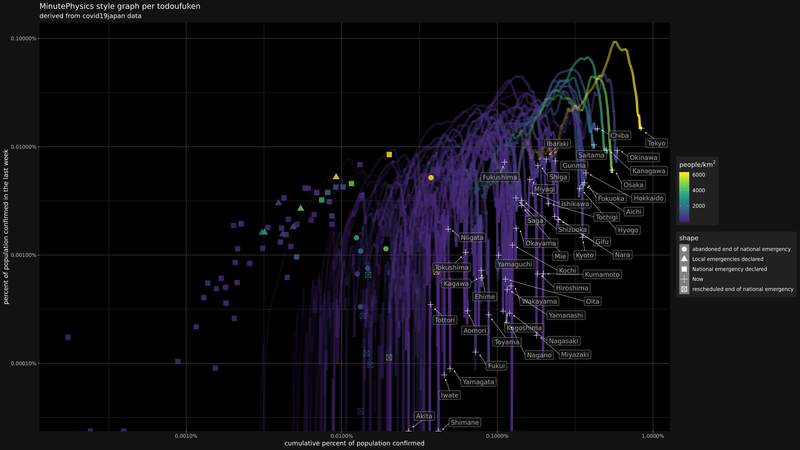 MinutePhysics style graph per todoufuken
derived from covid19japan data
percent of population confirmed in the last week
0.10000%
0.01000%
0.00100%
0.00010%
0.0010%
0.0100%
0.1000%
1.0000%
cumulative percent of population confirmed
Chiba
Tokyo
Ibaraki
Saitama
Okinawa
Gunma
Kanagawa
Fukushima
Shiga
Osaka
Miyagi
Hokkaido
Fukuoka
Ishikawa
Aichi
Tochigi
Saga
Shizuoka
Hyogo
Niigata
Okayama
Gifu
Mie
Kyoto
Nara
Tokushima
Yamaguchi
Kochi
Kumamoto
Kagawa
Hiroshima
Ehime
Wakayama
Oita
Tottori
Yamanashi
Aomori
Kagoshima
Toyama
Nagasaki
Nagano
Miyazaki
Fukui
Yamagata
Iwate
Akita
Shimane
people/km²
6000
4000
2000
shape
abandoned end of national emergency
Local emergencies declared
National emergency declared
Now
rescheduled end of national emergency